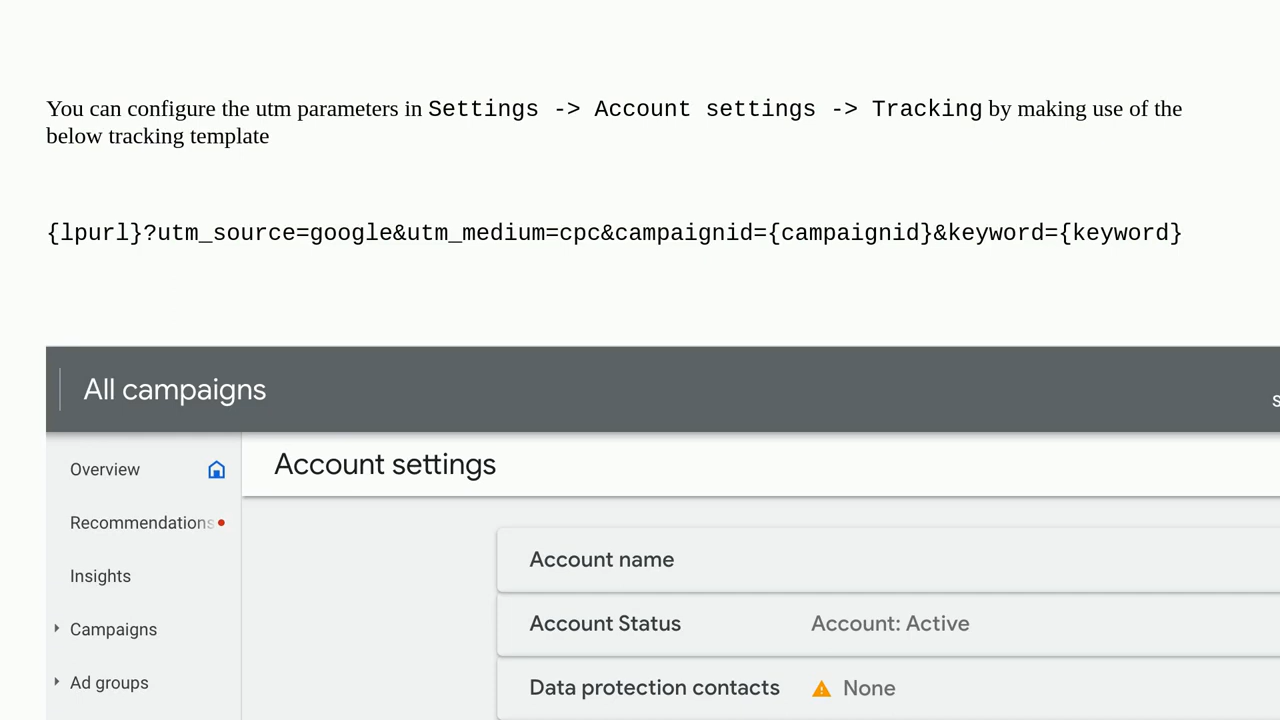 You can configure the utm parameters in Settings -> Account settings -> Tracking by making use of the
below tracking template
{lpurl}?utm_source=google&utm_medium=cpc&campaignid={campaignid}&keyword={keyword}
All campaigns
Overview
Account settings
Recommendations
Insights
Account name
Campaigns
Account Status Account: Active
Ad groups
Data protection contacts None